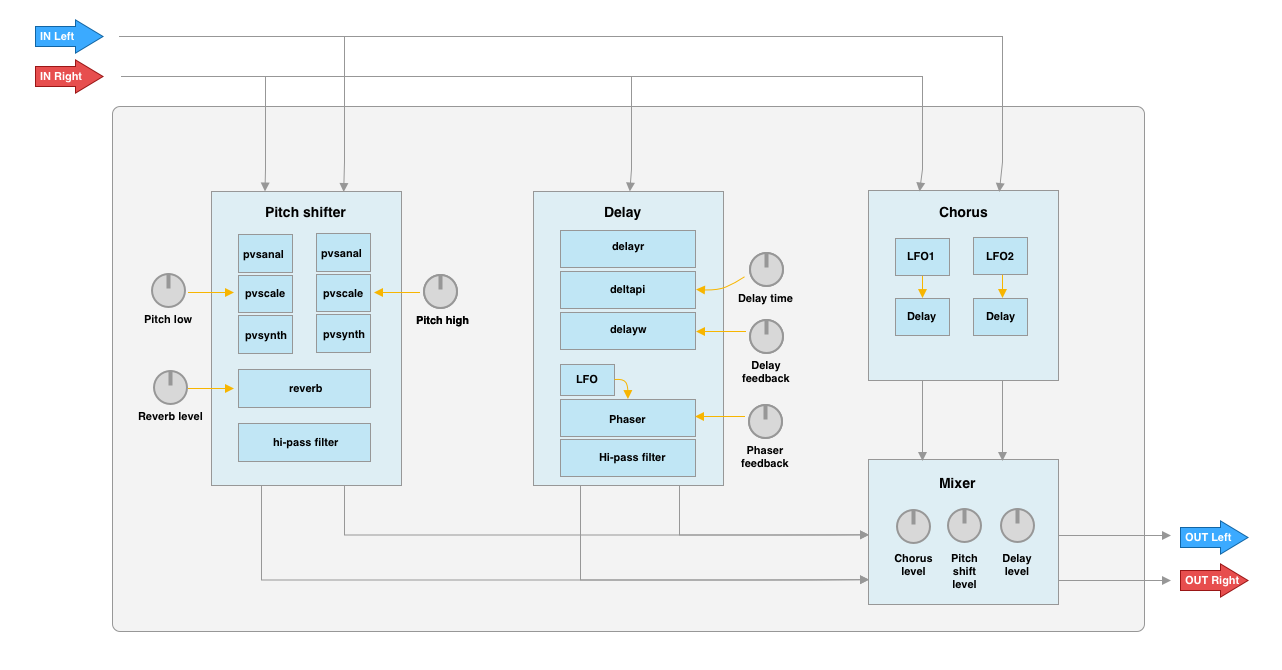 IN Left
IN Right
Pitch shifter
pvsanal
pvsanal
pvscale
pvscale
pvsynth
pvsynth
reverb
hi-pass filter
Pitch low
Pitch high
Reverb level
Delay
delayr
deltapi
delayw
LFO
Phaser
Hi-pass filter
Delay time
Delay
feedback
Phaser
feedback
Chorus
LFO1
LFO2
Delay
Delay
Mixer
Chorus
level
Pitch
shift
level
Delay
level
OUT Left
OUT Right